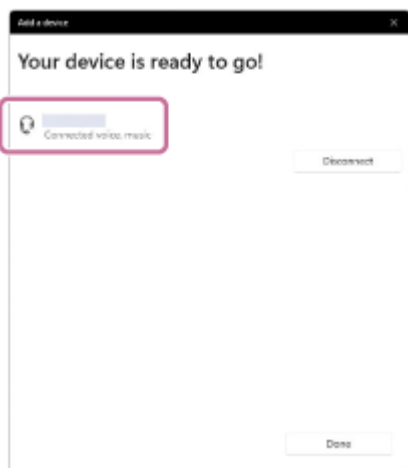 Add a device
Your device is ready to go!
Connected voice, music
Disconnect
Done